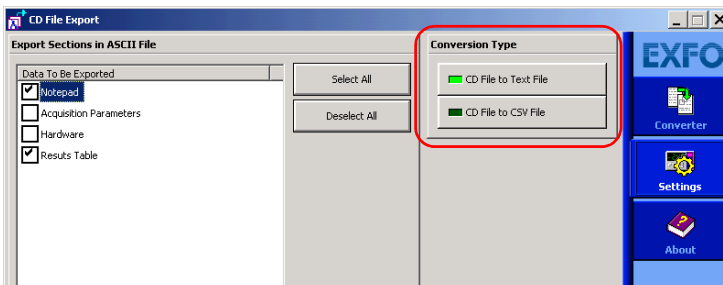 CD File Export
Export Sections in ASCII File
Data To Be Exported
Notepad
Acquisition Parameters
Hardware
Resuts Table
Select All
Deselect All
Conversion Type
CD File to Text File
CD File to CSV File
EXFO
Converter
Settings
About